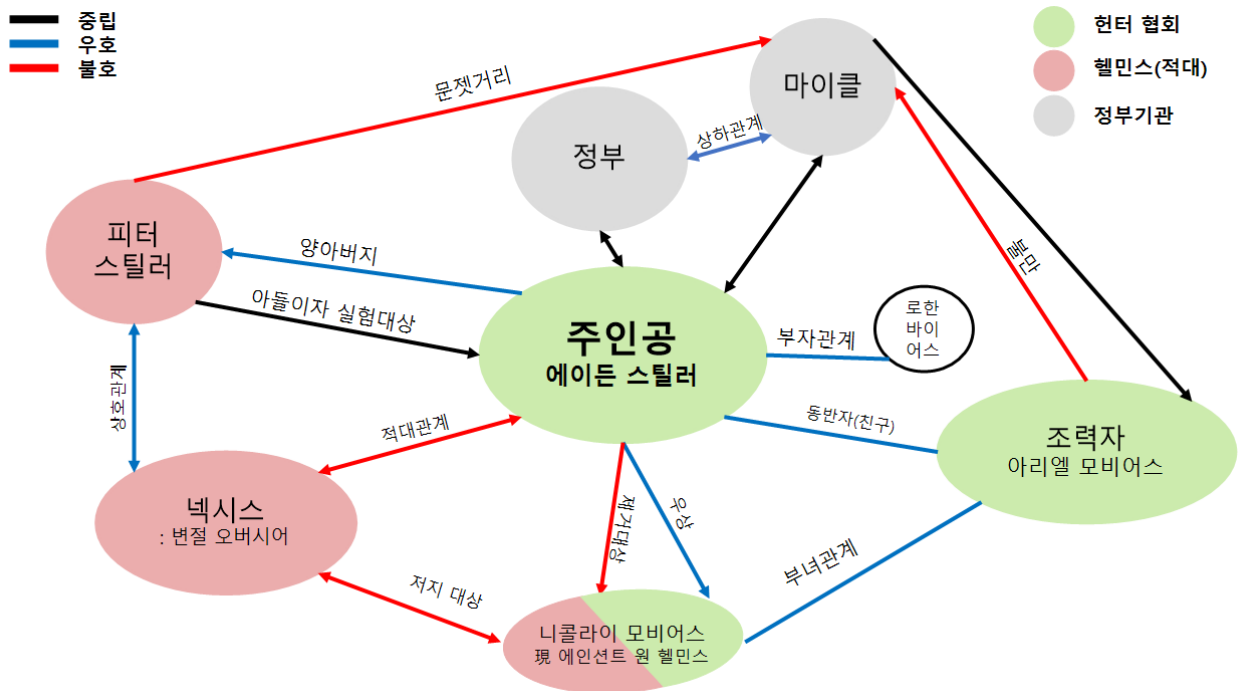 중립
우호
불호
헌터 협회
헬민스(적대)
정부기관
문젯거리
마이클
상하관계
정부
피터
스틸러
양아버지
아들이자 실험대상
불만
주인공
에이든 스틸러
부자관계
로한
바이
어스
상호관계
적대관계
동반자(친구)
조력자
아리엘 모비어스
넥시스
: 변절 오버시어
제거대상
우상
저지 대상
부녀관계
니콜라이 모비어스
現 에인션트 원 헬민스